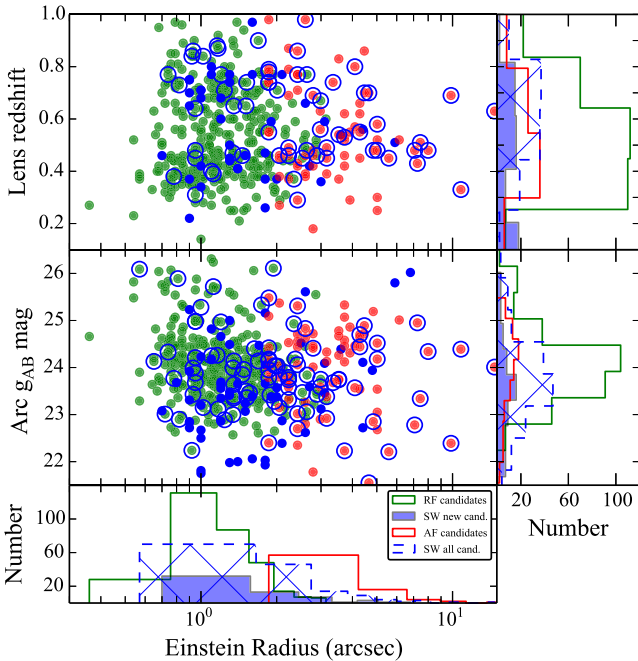 1.0
0.8
0.6
0.4
0.2
Lens redshift
26
25
24
23
22
Arc g_AB mag
100
60
20
Number
10^0
10^1
Einstein Radius (arcsec)
RF candidates
SW new cand.
AF candidates
SW all cand.
20
60
100
Number